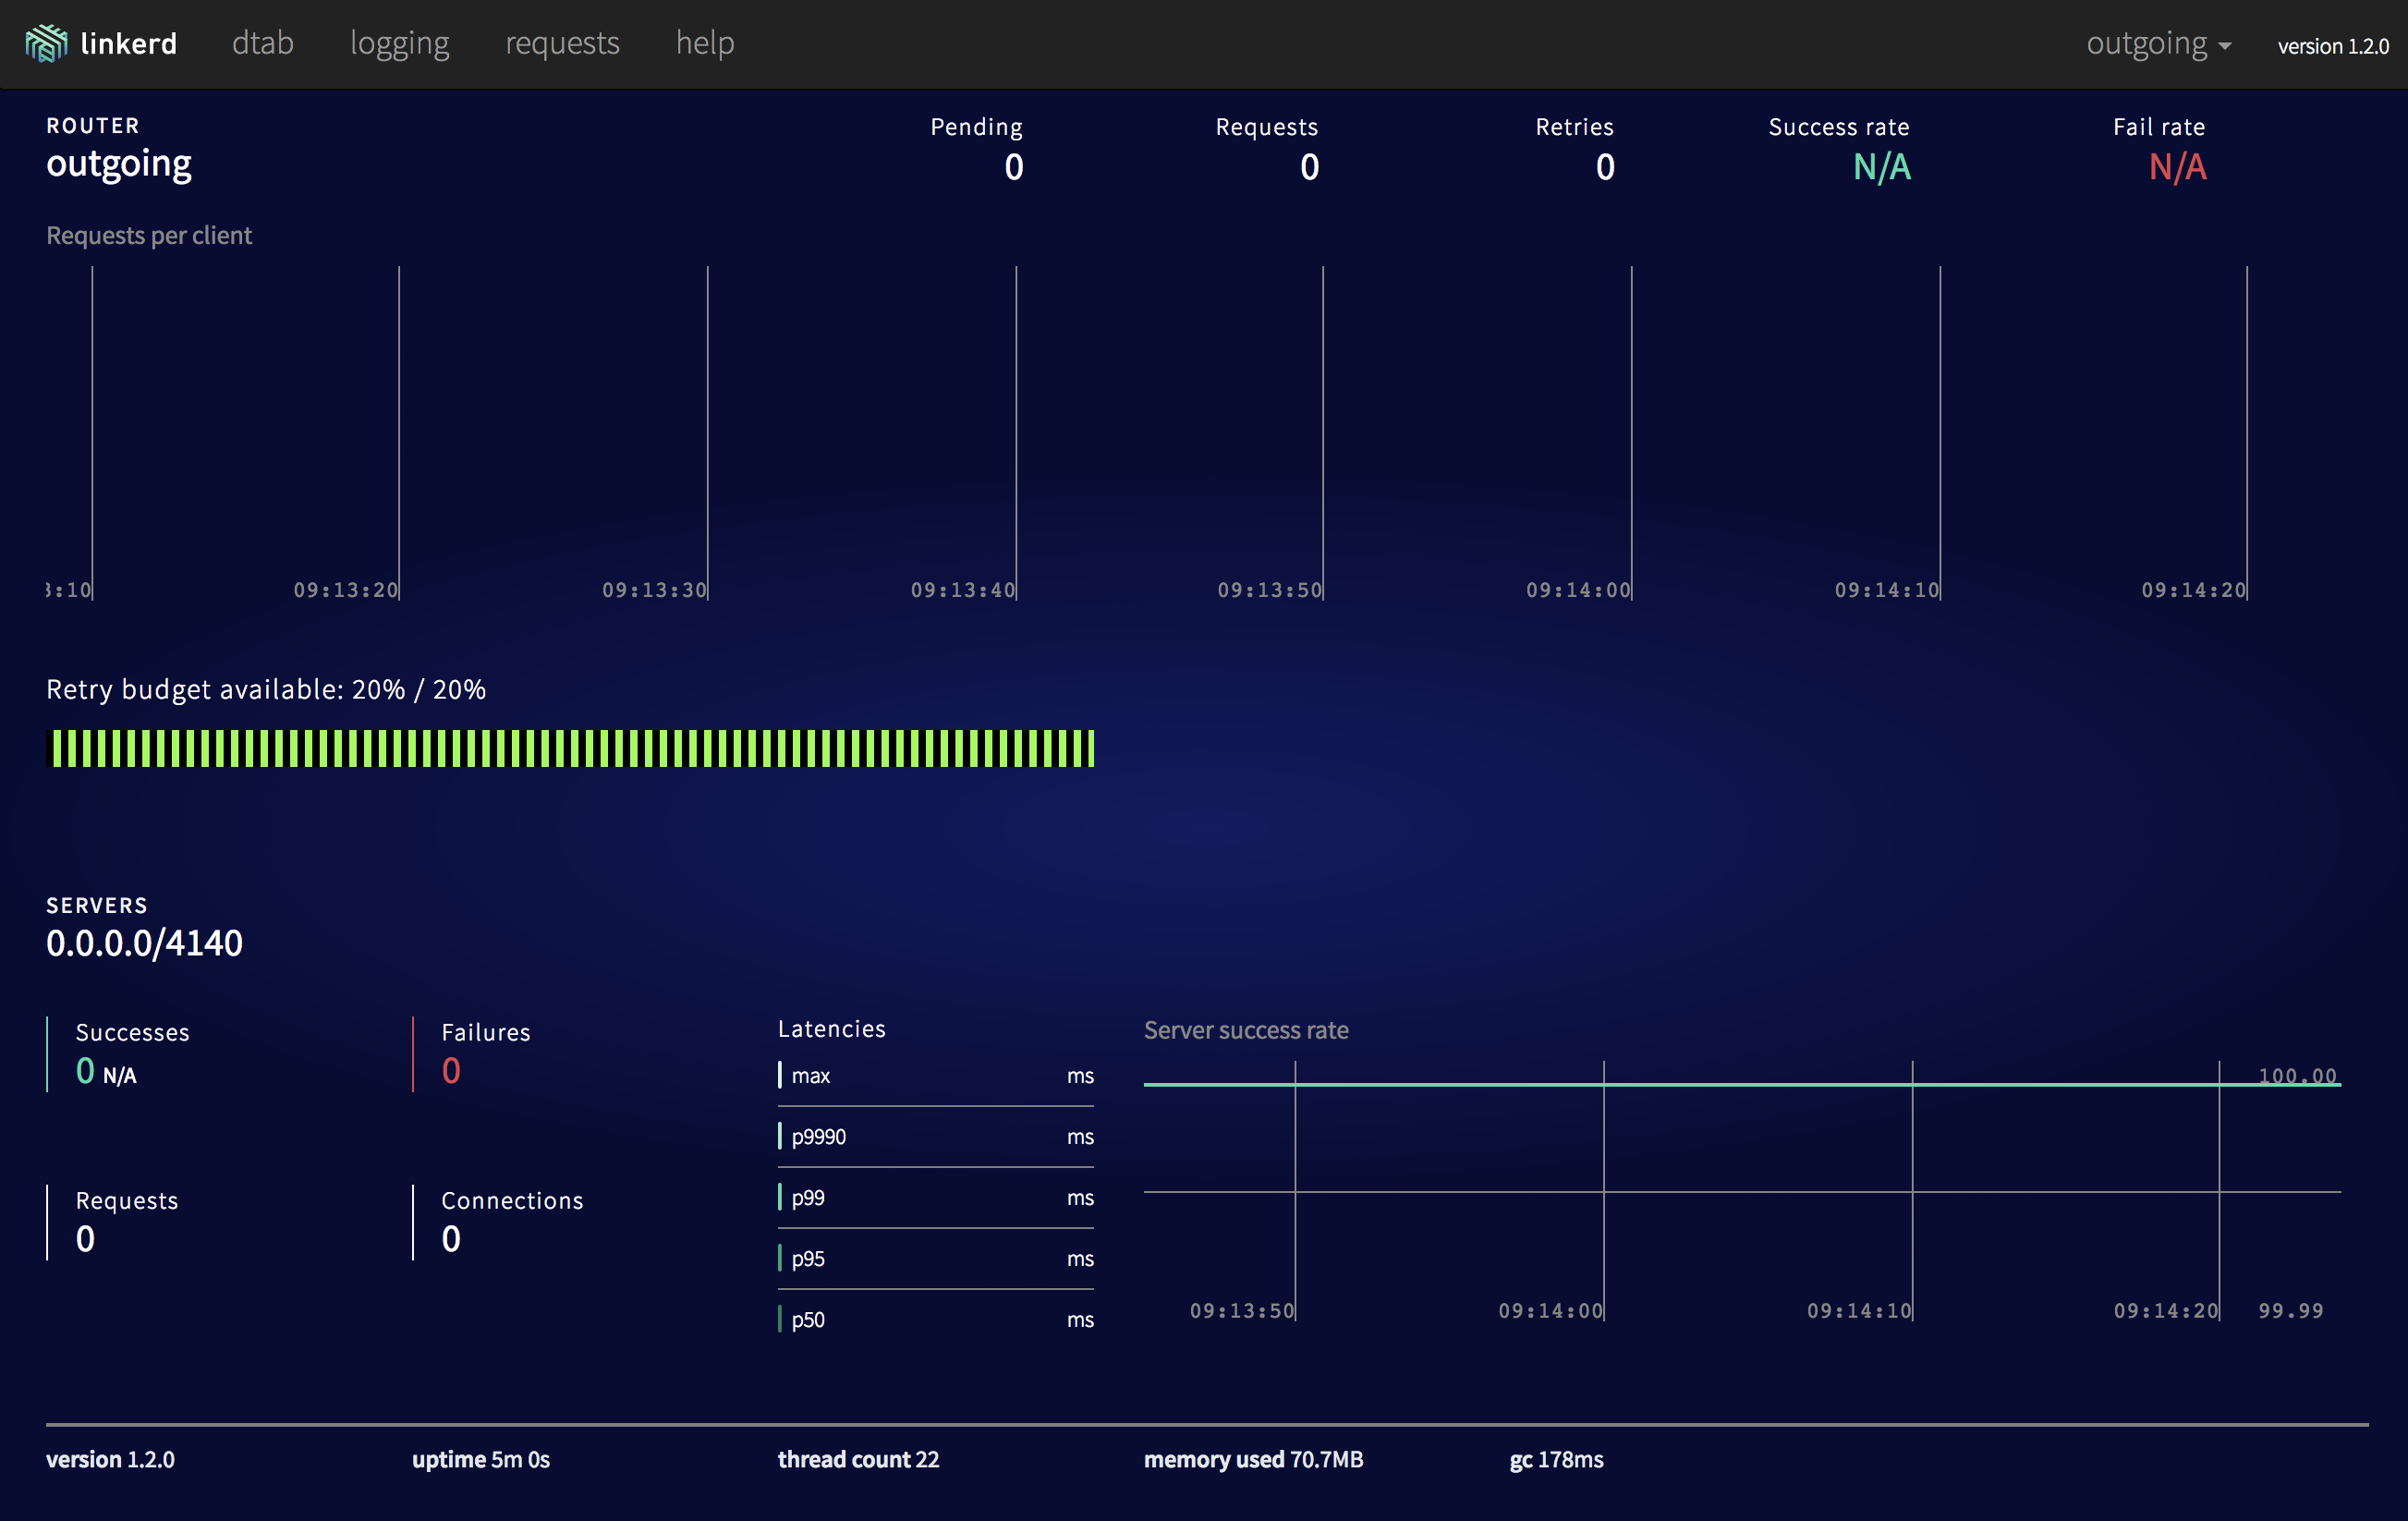 linkerd dtab logging requests help outgoing version 1.2.0
ROUTER
outgoing
Pending Requests Retries Success rate Fail rate
0 0 0 N/A N/A
Requests per client
3:10 09:13:20 09:13:30 09:13:40 09:13:50 09:14:00 09:14:10 09:14:20
Retry budget available: 20% / 20%
SERVERS
0.0.0.0/4140
Successes
0 N/A
Failures
0
Requests
0
Connections
0
Latencies
max ms
p9990 ms
p99 ms
p95 ms
p50 ms
Server success rate
100.00
09:13:50 09:14:00 09:14:10 09:14:20 99.99
version 1.2.0 uptime 5m 0s thread count 22 memory used 70.7MB gc 178ms